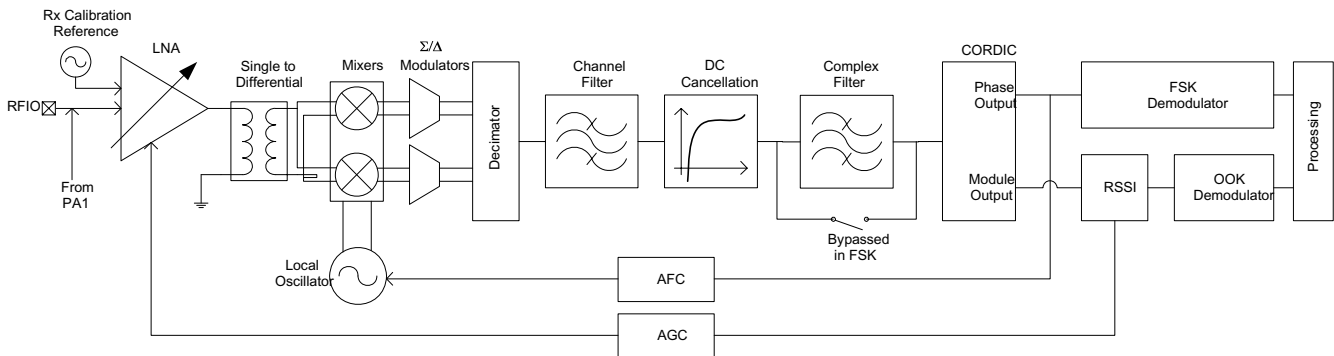 Rx Calibration
Reference
LNA
RFIO
From
PA1
Single to
Differential
Mixers
Σ/Δ
Modulators
Local
Oscillator
Decimator
Channel
Filter
DC
Cancellation
Complex
Filter
Bypassed
in FSK
CORDIC
Phase
Output
Module
Output
FSK
Demodulator
RSSI
OOK
Demodulator
Processing
AFC
AGC